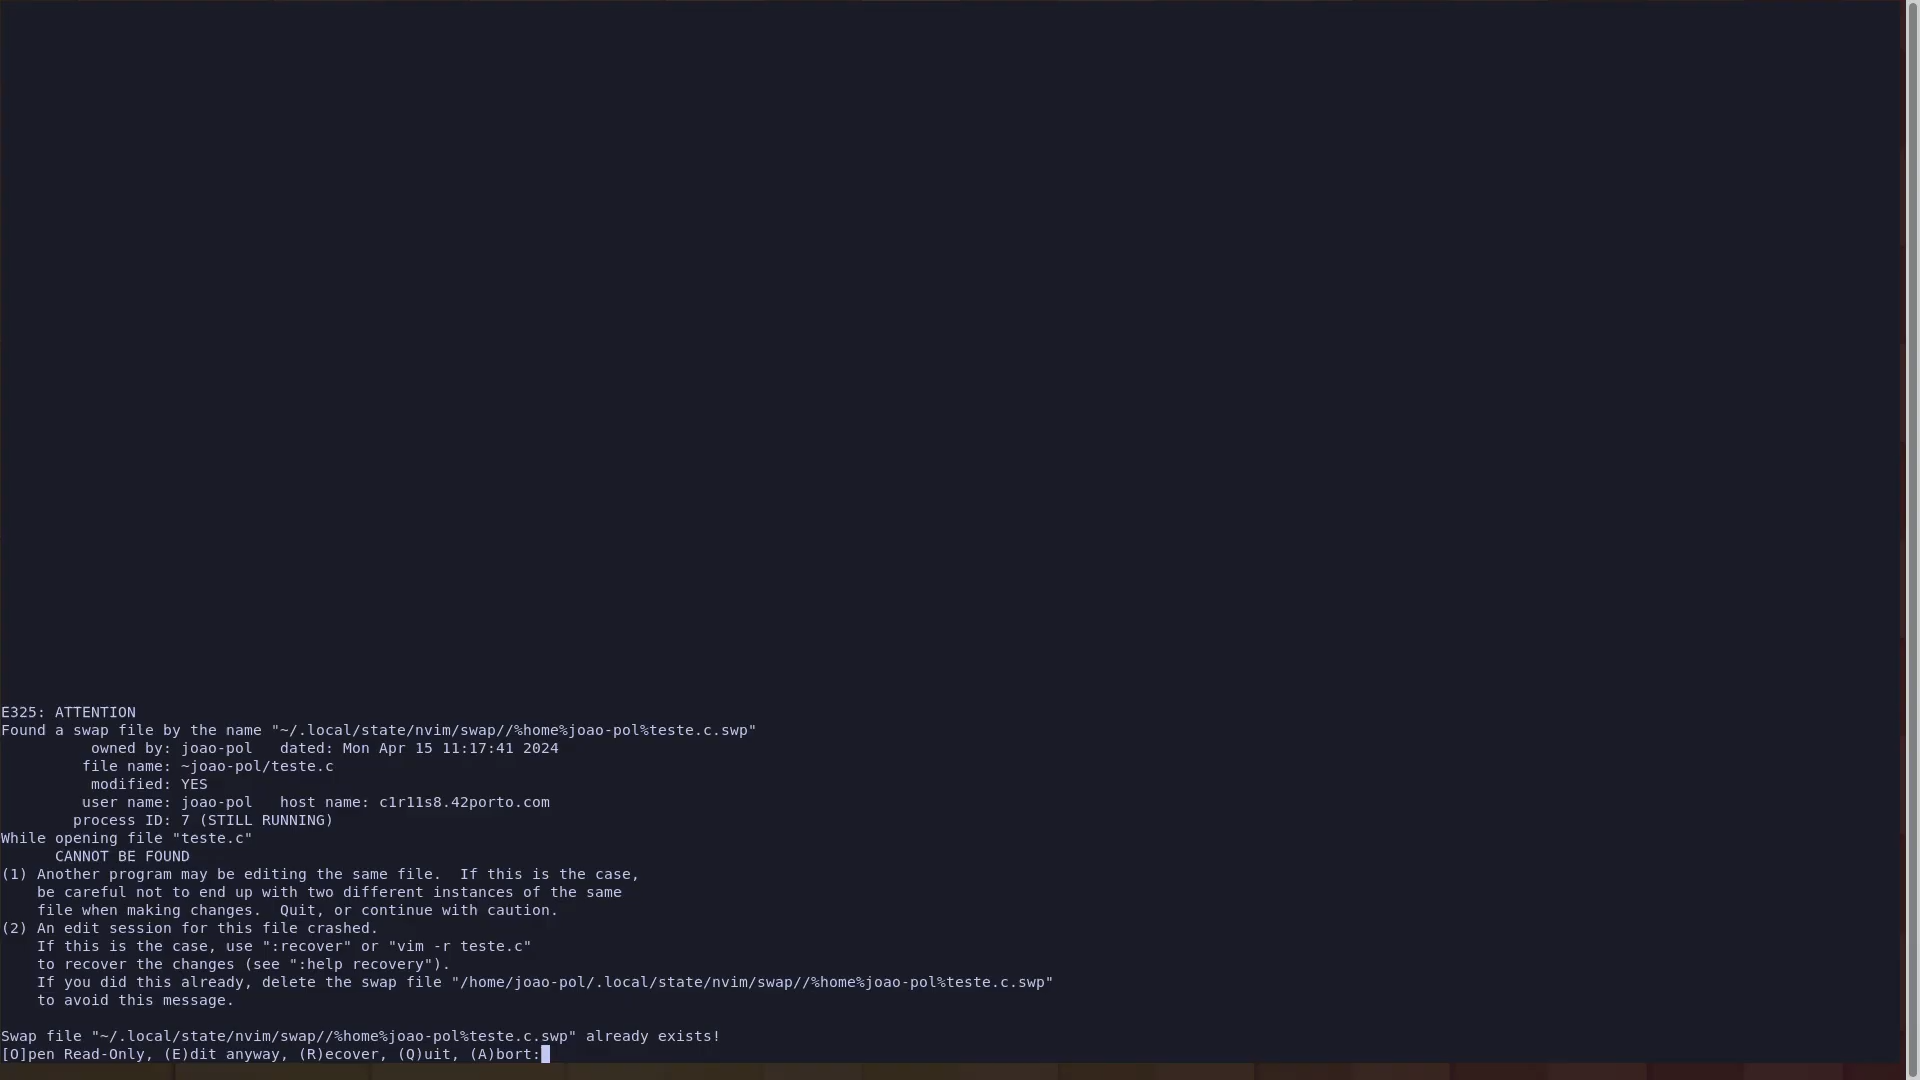 E325: ATTENTION
Found a swap file by the name "~/.local/state/nvim/swap//%home%joao-pol%teste.c.swp"
          owned by: joao-pol   dated: Mon Apr 15 11:17:41 2024
         file name: ~joao-pol/teste.c
          modified: YES
         user name: joao-pol   host name: c1r11s8.42porto.com
        process ID: 7 (STILL RUNNING)
While opening file "teste.c"
      CANNOT BE FOUND
(1) Another program may be editing the same file.  If this is the case,
    be careful not to end up with two different instances of the same
    file when making changes.  Quit, or continue with caution.
(2) An edit session for this file crashed.
    If this is the case, use ":recover" or "vim -r teste.c"
    to recover the changes (see ":help recovery").
    If you did this already, delete the swap file "/home/joao-pol/.local/state/nvim/swap//%home%joao-pol%teste.c.swp"
    to avoid this message.

Swap file "~/.local/state/nvim/swap//%home%joao-pol%teste.c.swp" already exists!
[O]pen Read-Only, (E)dit anyway, (R)ecover, (Q)uit, (A)bort: